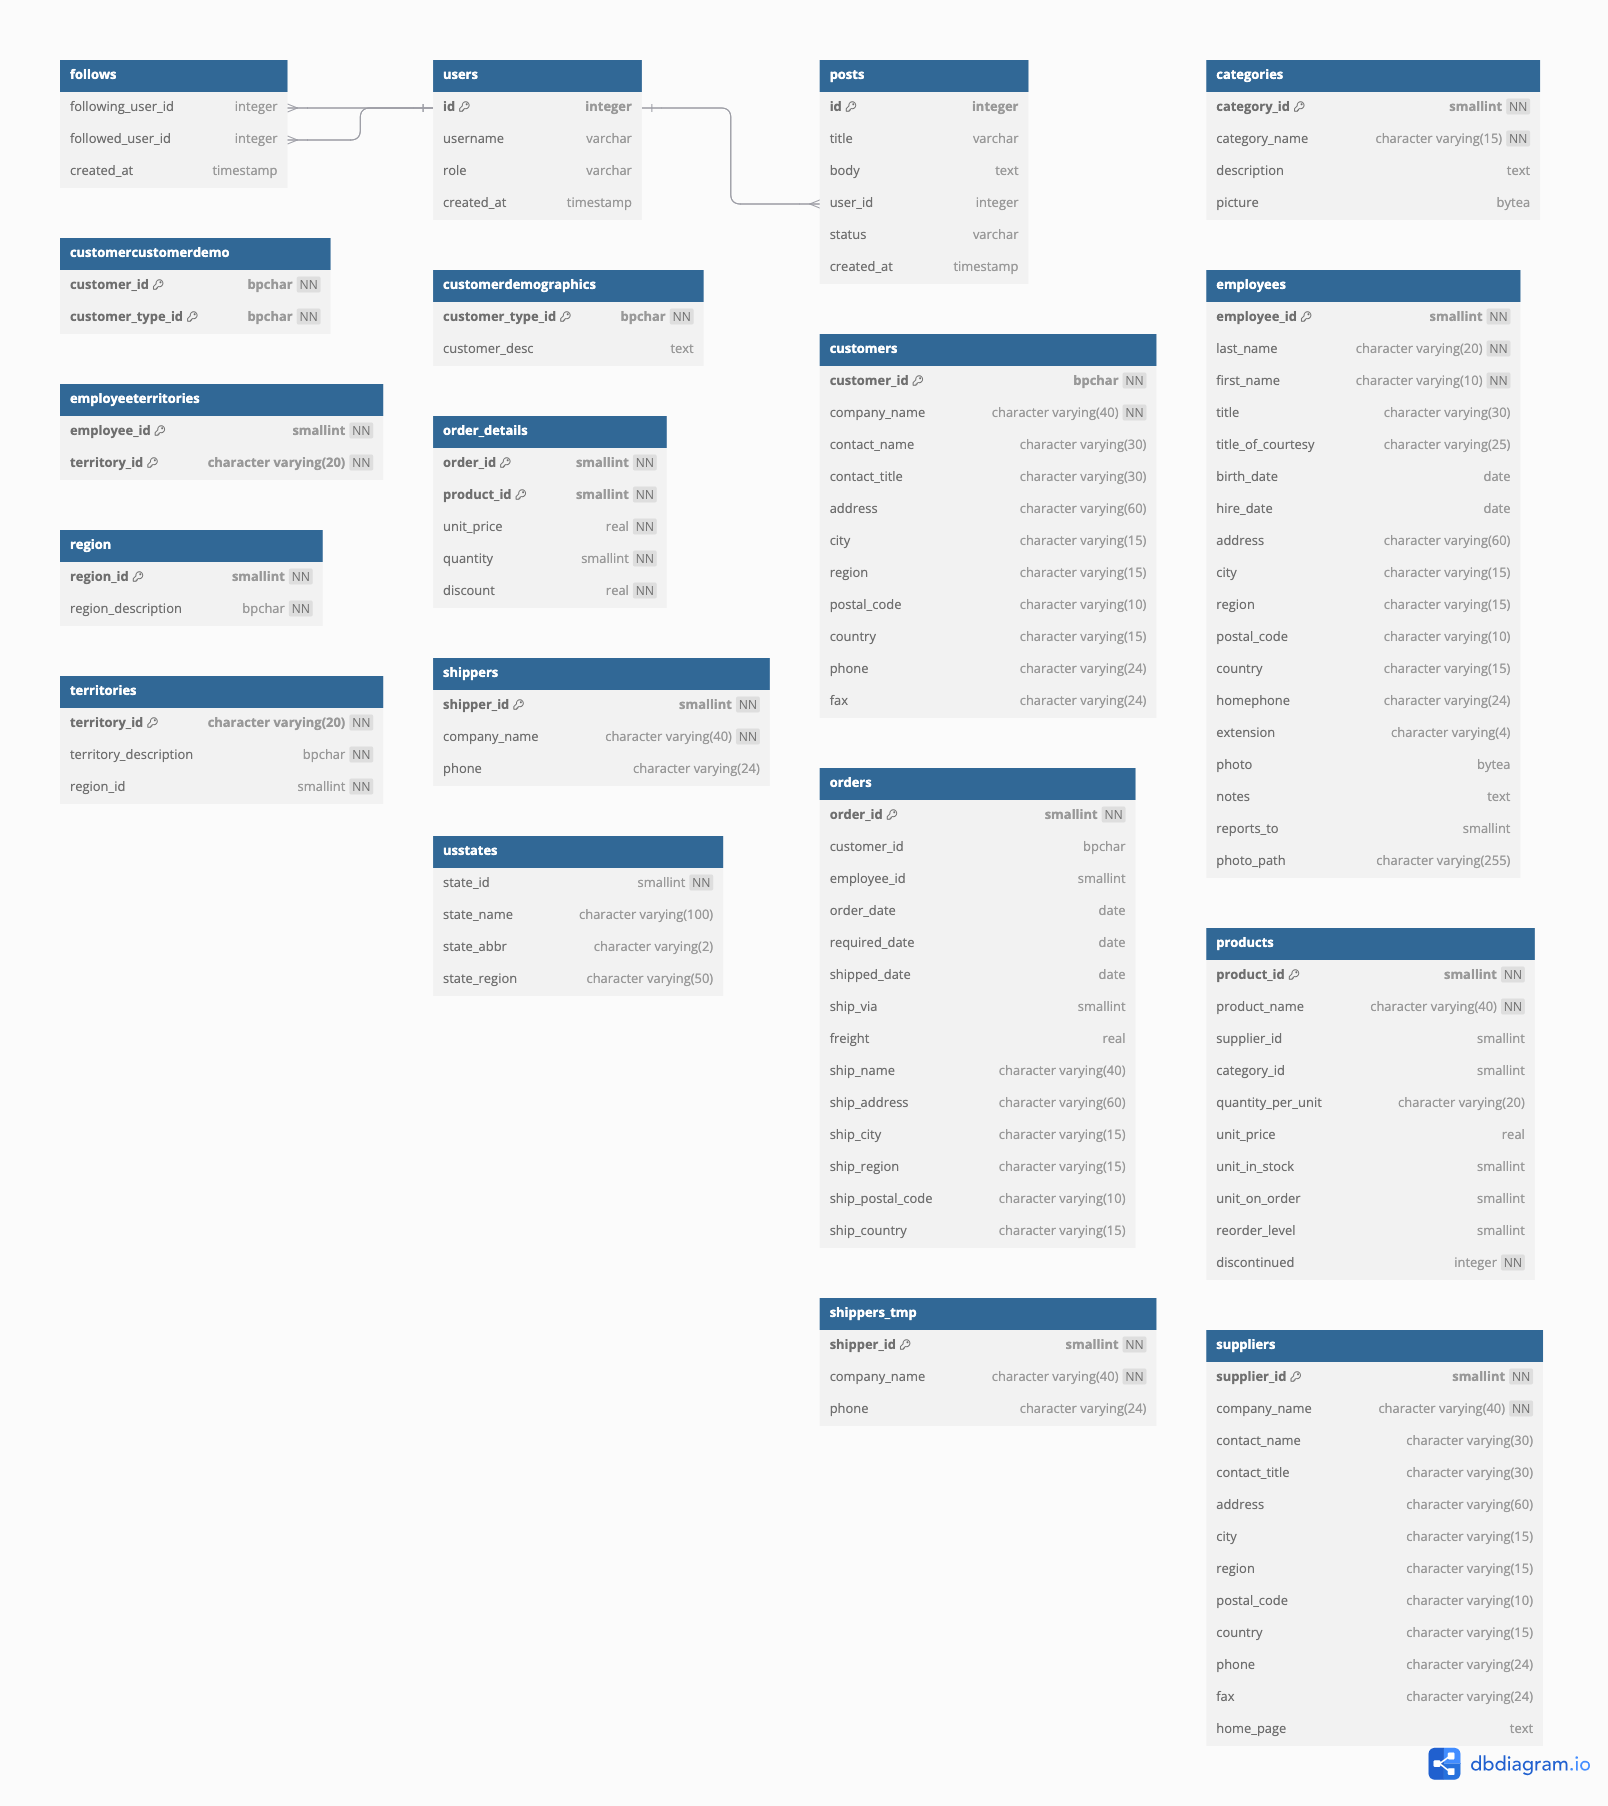 follows
following_user_id integer
followed_user_id integer
created_at timestamp
users
id integer
username varchar
role varchar
created_at timestamp
posts
id integer
title varchar
body text
user_id integer
status varchar
created_at timestamp
categories
category_id smallint NN
category_name character varying(15) NN
description text
picture bytea
customercustomerdemo
customer_id bpchar NN
customer_type_id bpchar NN
customerdemographics
customer_type_id bpchar NN
customer_desc text
employees
employee_id smallint NN
last_name character varying(20) NN
first_name character varying(10) NN
title character varying(30)
title_of_courtesy character varying(25)
birth_date date
hire_date date
address character varying(60)
city character varying(15)
region character varying(15)
postal_code character varying(10)
country character varying(15)
homephone character varying(24)
extension character varying(4)
photo bytea
notes text
reports_to smallint
photo_path character varying(255)
customers
customer_id bpchar NN
company_name character varying(40) NN
contact_name character varying(30)
contact_title character varying(30)
address character varying(60)
city character varying(15)
region character varying(15)
postal_code character varying(10)
country character varying(15)
phone character varying(24)
fax character varying(24)
employeeterritories
employee_id smallint NN
territory_id character varying(20) NN
order_details
order_id smallint NN
product_id smallint NN
unit_price real NN
quantity smallint NN
discount real NN
region
region_id smallint NN
region_description bpchar NN
shippers
shipper_id smallint NN
company_name character varying(40) NN
phone character varying(24)
territories
territory_id character varying(20) NN
territory_description bpchar NN
region_id smallint NN
orders
order_id smallint NN
customer_id bpchar
employee_id smallint
order_date date
required_date date
shipped_date date
ship_via smallint
freight real
ship_name character varying(40)
ship_address character varying(60)
ship_city character varying(15)
ship_region character varying(15)
ship_postal_code character varying(10)
ship_country character varying(15)
usstates
state_id smallint NN
state_name character varying(100)
state_abbr character varying(2)
state_region character varying(50)
products
product_id smallint NN
product_name character varying(40) NN
supplier_id smallint
category_id smallint
quantity_per_unit character varying(20)
unit_price real
unit_in_stock smallint
unit_on_order smallint
reorder_level smallint
discontinued integer NN
shippers_tmp
shipper_id smallint NN
company_name character varying(40) NN
phone character varying(24)
suppliers
supplier_id smallint NN
company_name character varying(40) NN
contact_name character varying(30)
contact_title character varying(30)
address character varying(60)
city character varying(15)
region character varying(15)
postal_code character varying(10)
country character varying(15)
phone character varying(24)
fax character varying(24)
home_page text
dbdiagram.io